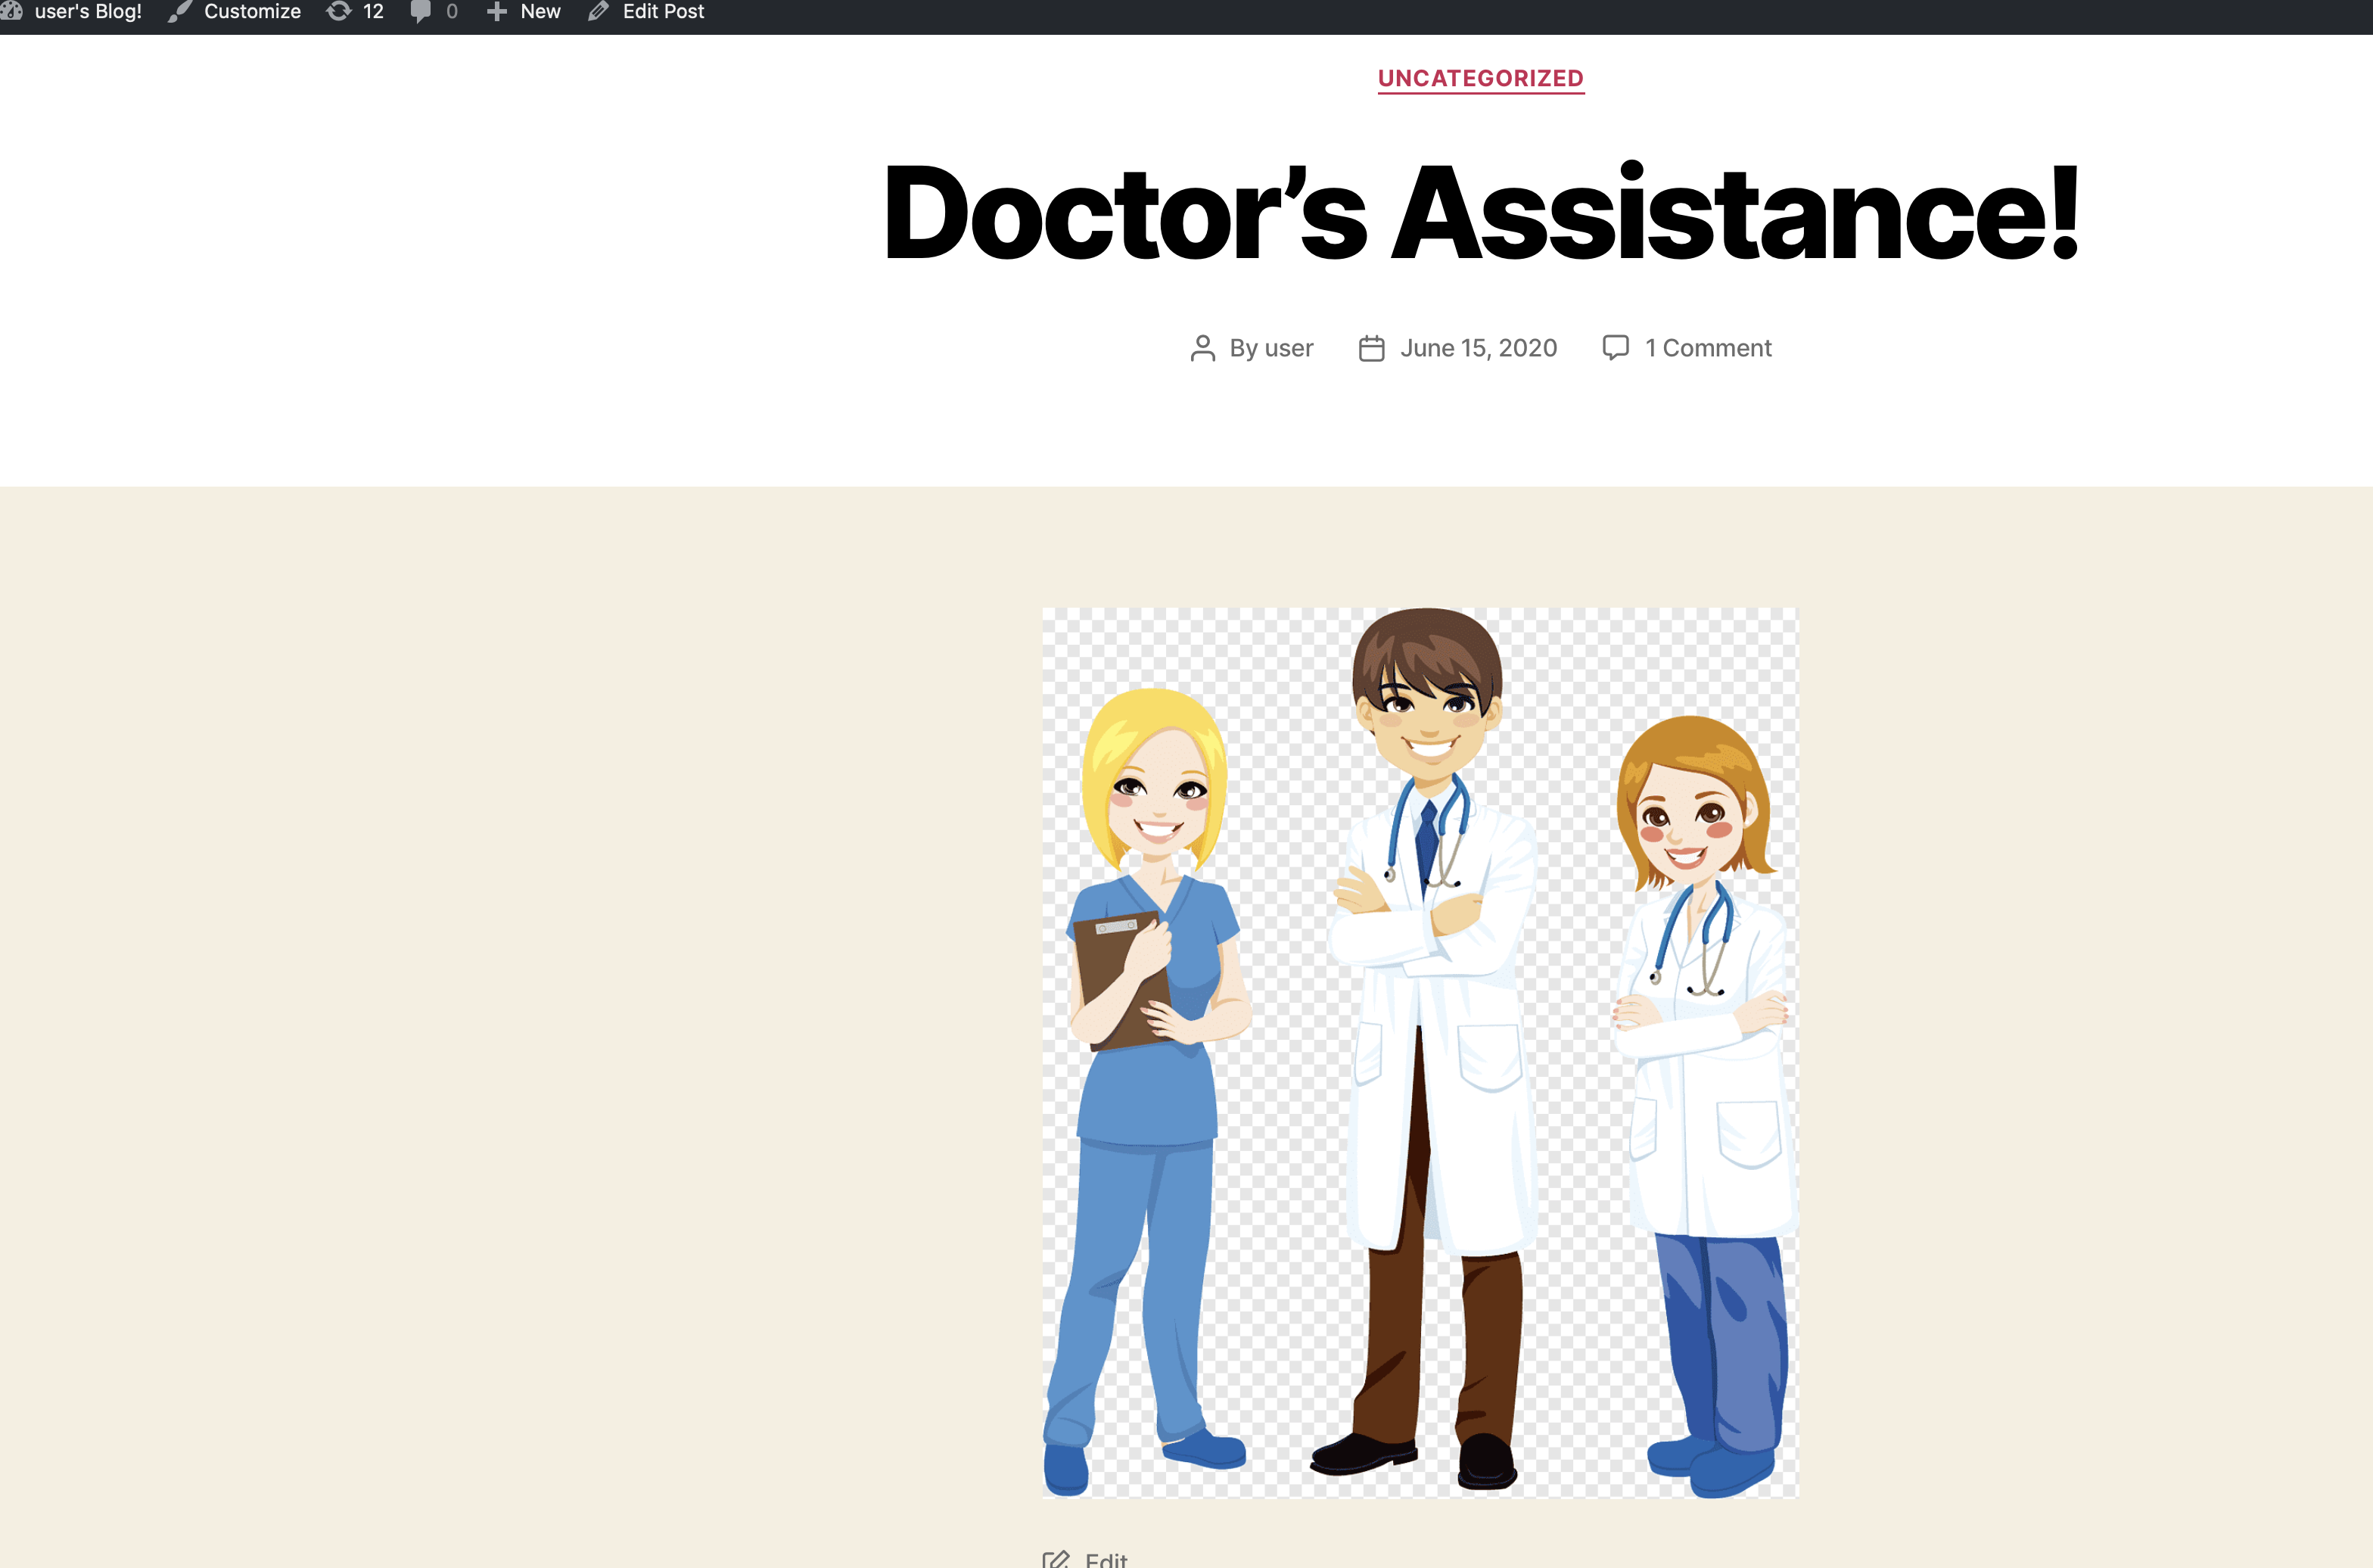 user's Blog! Customize 12 0 New Edit Post
UNCATEGORIZED
Doctor’s Assistance!
By user June 15, 2020 1 Comment
Edit